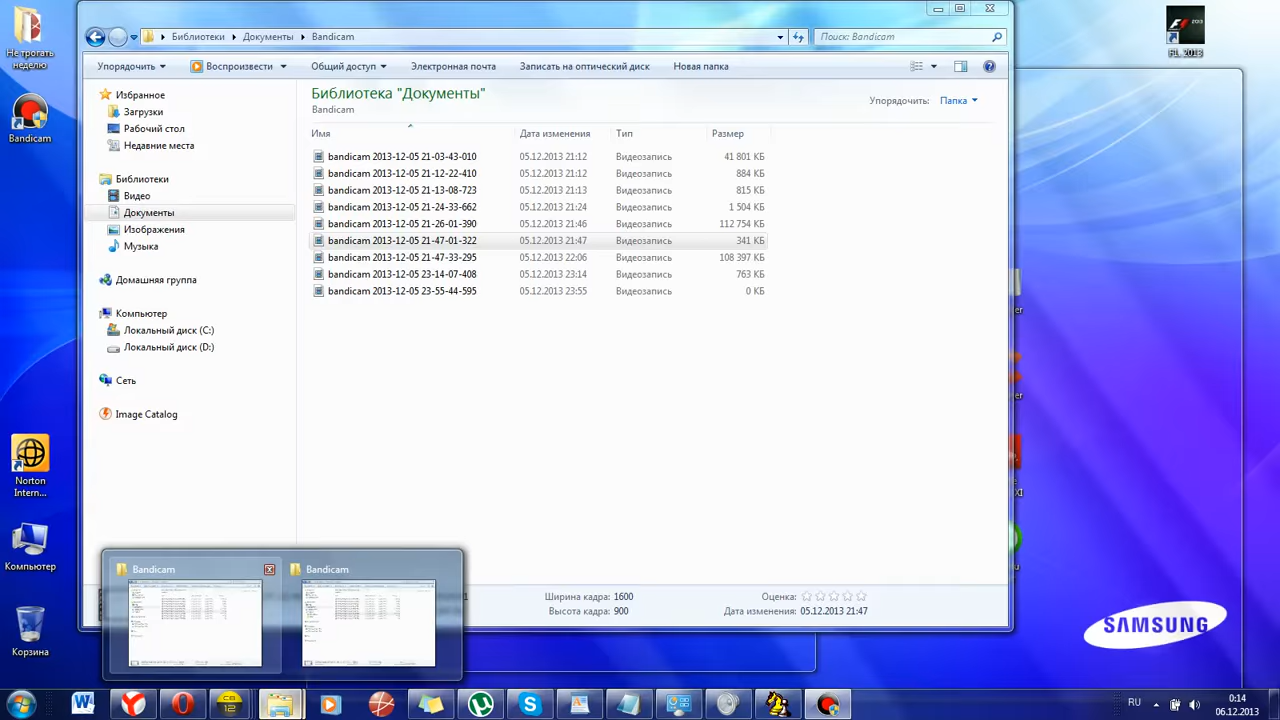 Не трогать
неделю
Bandicam
Norton
Intern...
Компьютер
Корзина
Библиотеки
Документы
Bandicam
Поиск: Bandicam
Упорядочить
Воспроизвести
Общий доступ
Электронная по...
Записать на оптический диск
Новая папка
Избранное
Загрузки
Рабочий стол
Недавние места
Библиотеки
Видео
Документы
Изображения
Музыка
Домашняя группа
Компьютер
Локальный диск (C:)
Локальный диск (D:)
Сеть
Image Catalog
Библиотека "Документы"
Bandicam
Упорядочить: Папка
Имя Дата изменения Тип Размер
bandicam 2013-12-05 21-03-43-010 05.12.2013 21:12 Видеозапись 41 801 КБ
bandicam 2013-12-05 21-12-22-410 05.12.2013 21:12 Видеозапись 884 КБ
bandicam 2013-12-05 21-13-08-723 05.12.2013 21:13 Видеозапись 815 КБ
bandicam 2013-12-05 21-24-33-662 05.12.2013 21:24 Видеозапись 1 504 КБ
bandicam 2013-12-05 21-26-01-390 05.12.2013 21:46 Видеозапись 112 754 КБ
bandicam 2013-12-05 21-47-01-322 05.12.2013 21:47 Видеозапись 341 КБ
bandicam 2013-12-05 21-47-33-295 05.12.2013 22:06 Видеозапись 108 397 КБ
bandicam 2013-12-05 23-14-07-408 05.12.2013 23:14 Видеозапись 763 КБ
bandicam 2013-12-05 23-55-44-595 05.12.2013 23:55 Видеозапись 0 КБ
Ширина кадра: 1600 Оценка:
Высота кадра: 900 Дата изменения: 05.12.2013 21:47
Bandicam
Bandicam
F1 2013
SAMSUNG
RU
0:14
06.12.2013